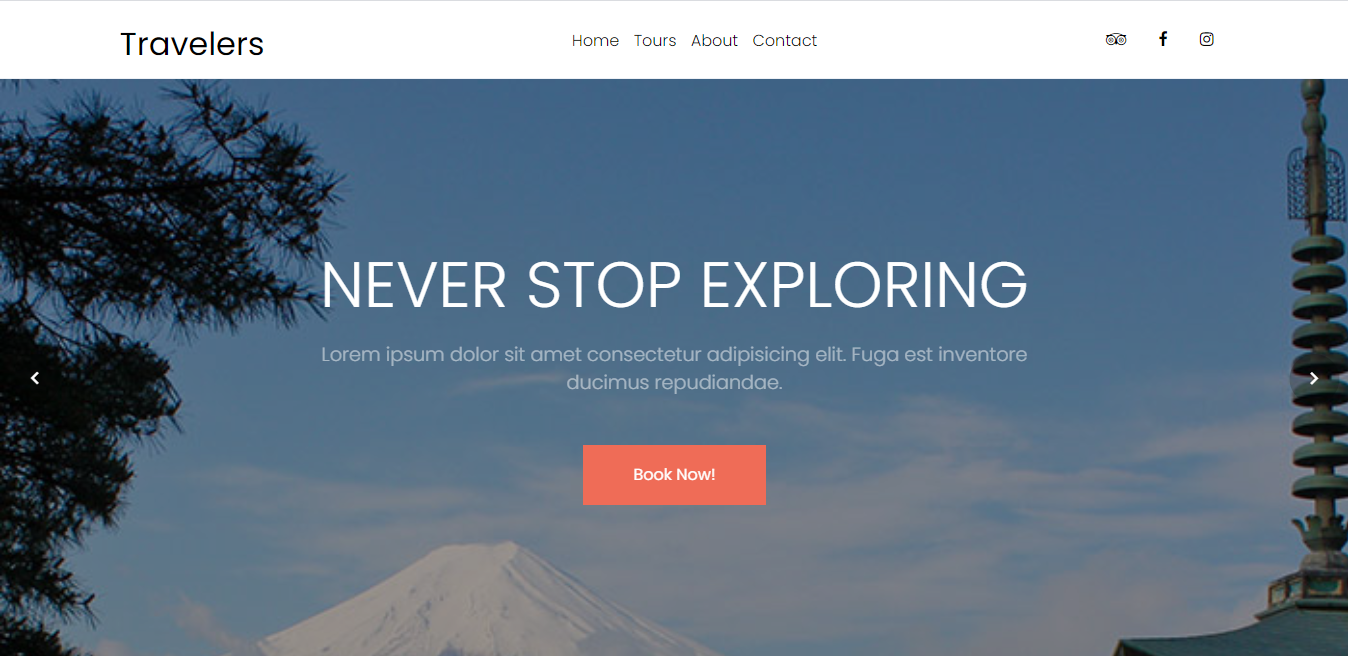 Travelers
Home Tours About Contact
NEVER STOP EXPLORING
Lorem ipsum dolor sit amet consectetur adipisicing elit. Fuga est inventore
ducimus repudiandae.
Book Now!